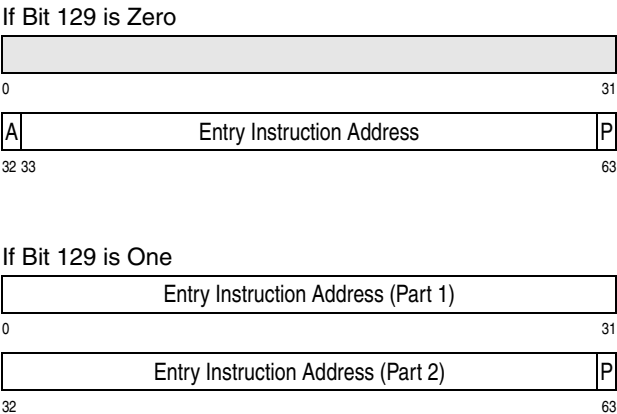 If Bit 129 is Zero
0 31
A Entry Instruction Address P
32 33 63
If Bit 129 is One
Entry Instruction Address (Part 1)
0 31
Entry Instruction Address (Part 2) P
32 63